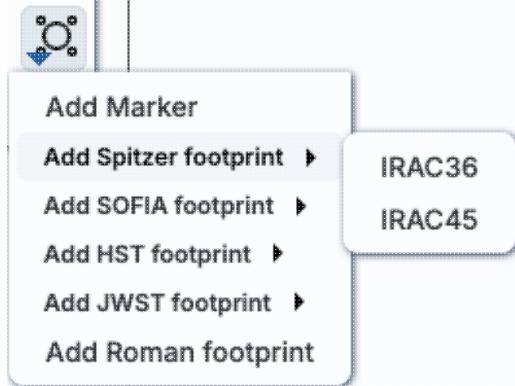 Add Marker
Add Spitzer footprint
IRAC36
Add SOFIA footprint
IRAC45
Add HST footprint
Add JWST footprint
Add Roman footprint